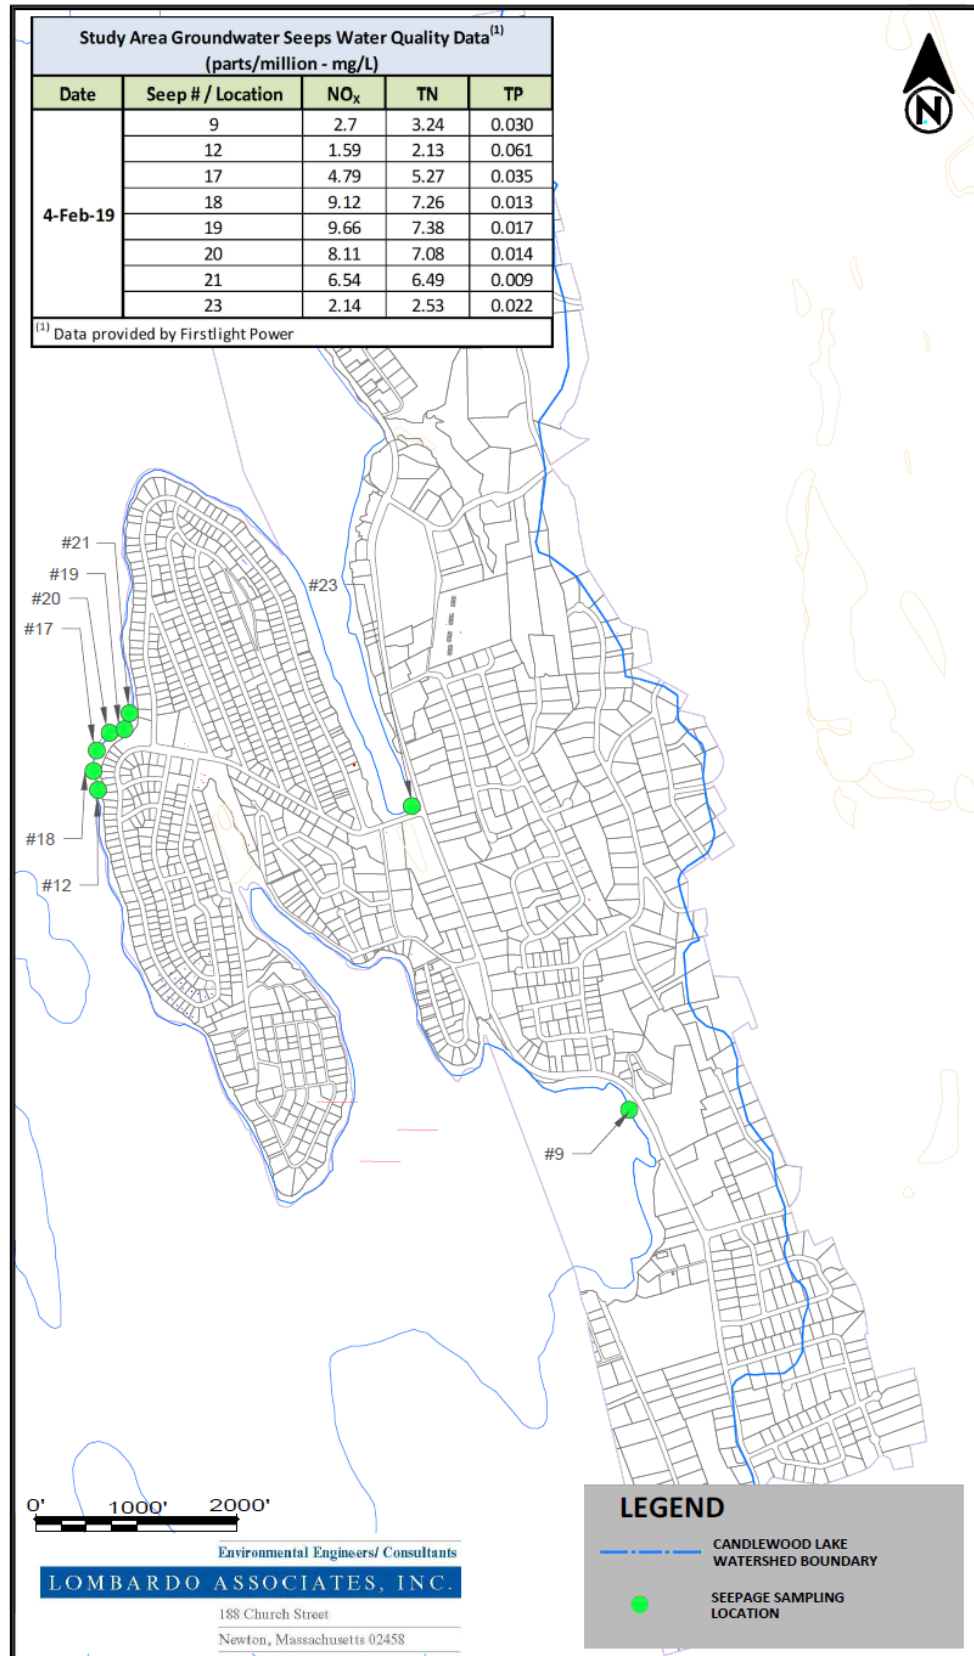 Study Area Groundwater Seeps Water Quality Data(1)
(parts/million - mg/L)
Date Seep # / Location NOX TN TP
4-Feb-19
9 2.7 3.24 0.030
12 1.59 2.13 0.061
17 4.79 5.27 0.035
18 9.12 7.26 0.013
19 9.66 7.38 0.017
20 8.11 7.08 0.014
21 6.54 6.49 0.009
23 2.14 2.53 0.022
(1) Data provided by Firstlight Power
N
#21
#19
#20
#17
#23
#18
#12
#9
0' 1000' 2000'
Environmental Engineers/ Consultants
LOMBARDO ASSOCIATES, INC.
188 Church Street
Newton, Massachusetts 02458
LEGEND
CANDLEWOOD LAKE
WATERSHED BOUNDARY
SEEPAGE SAMPLING
LOCATION